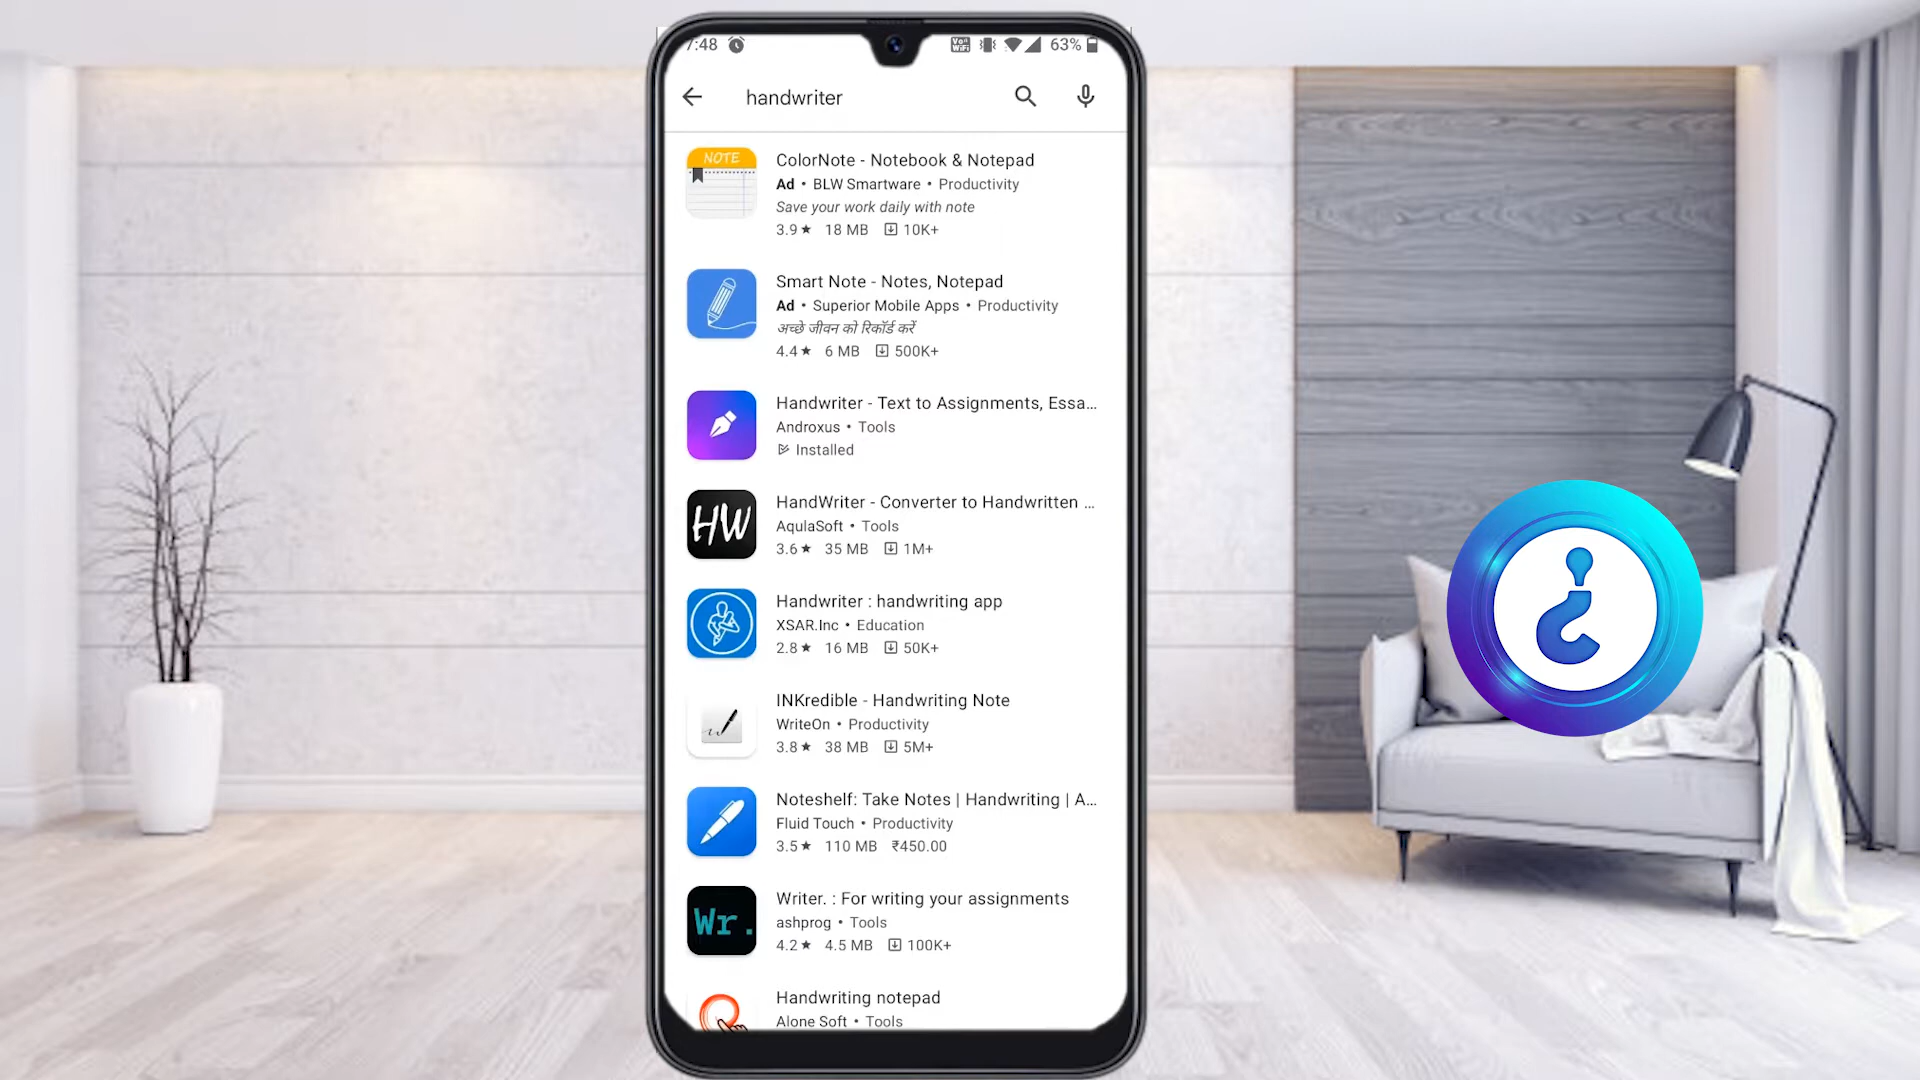 7:48
Vo WiFi
63%
handwriter
NOTE
ColorNote - Notebook & Notepad
Ad • BLW Smartware • Productivity
Save your work daily with note
3.9★ 18 MB 10K+
Smart Note - Notes, Notepad
Ad • Superior Mobile Apps • Productivity
अच्छे जीवन को रिकॉर्ड करें
4.4★ 6 MB 500K+
Handwriter - Text to Assignments, Essa...
Androxus • Tools
Installed
HW
HandWriter - Converter to Handwritten ...
AqulaSoft • Tools
3.6★ 35 MB 1M+
Handwriter : handwriting app
XSAR.Inc • Education
2.8★ 16 MB 50K+
INKredible - Handwriting Note
WriteOn • Productivity
3.8★ 38 MB 5M+
Noteshelf: Take Notes | Handwriting | A...
Fluid Touch • Productivity
3.5★ 110 MB ₹450.00
Wr.
Writer. : For writing your assignments
ashprog • Tools
4.2★ 4.5 MB 100K+
Handwriting notepad
Alone Soft • Tools